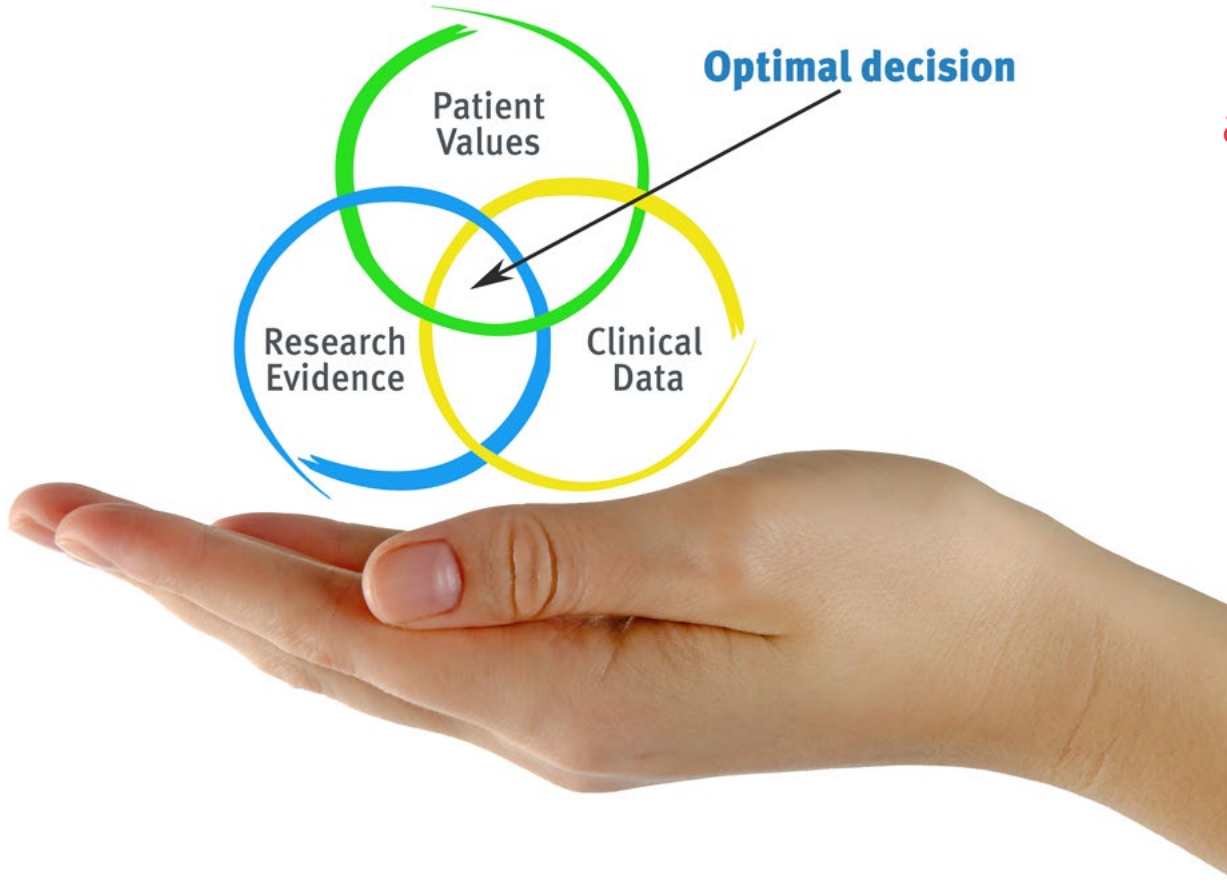 Optimal decision
Patient
Values
Research
Evidence
Clinical
Data